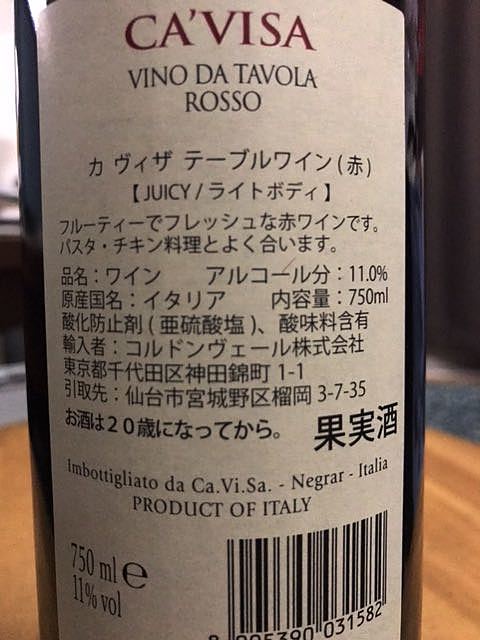 CA'VISA
VINO DA TAVOLA
ROSSO
カ ヴィザ テーブルワイン(赤)
【JUICY/ライトボディ】
フルーティーでフレッシュな赤ワインです。
パスタ・チキン料理とよく合います。
品名：ワイン アルコール分：11.0%
原産国名：イタリア 内容量：750ml
酸化防止剤(亜硫酸塩)、酸味料含有
輸入者：コルドンヴェール株式会社
東京都千代田区神田錦町 1-1
引取先：仙台市宮城野区榴岡 3-7-35
お酒は20歳になってから。 果実酒
Imbottigliato da Ca.Vi.Sa. - Negrar - Italia
PRODUCT OF ITALY
750 ml e
11% vol
031582